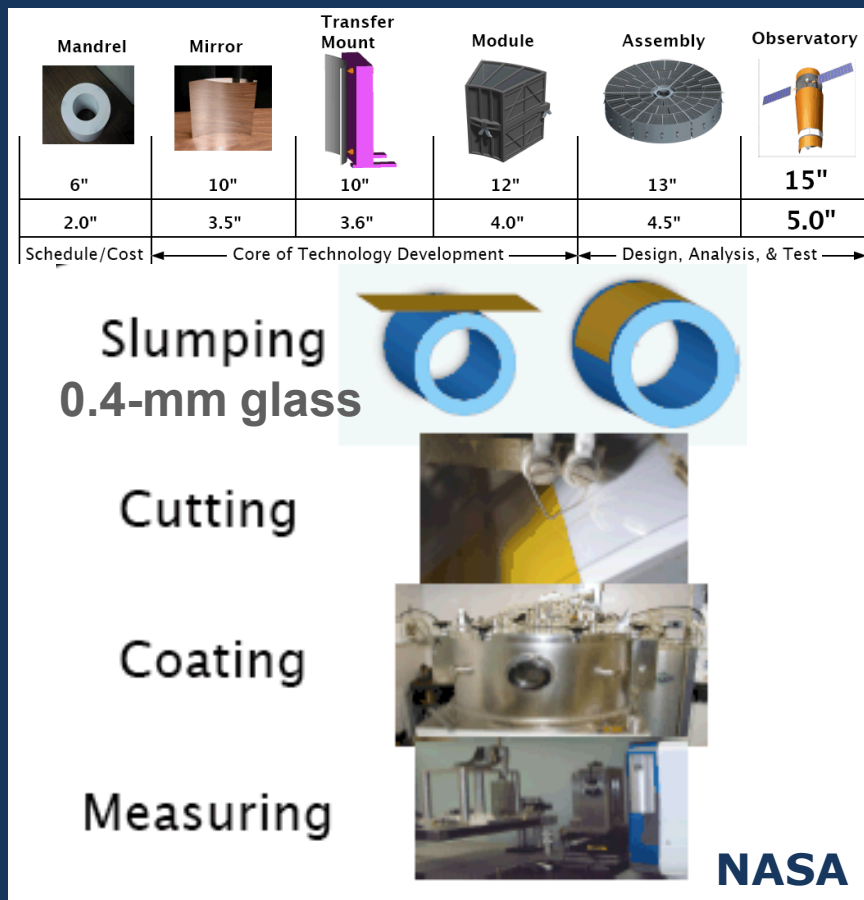 Mandrel Mirror Transfer Mount Module Assembly Observatory
6" 10" 10" 12" 13" 15"
2.0" 3.5" 3.6" 4.0" 4.5" 5.0"
Schedule/Cost Core of Technology Development Design, Analysis, & Test
Slumping
0.4-mm glass
Cutting
Coating
Measuring
NASA